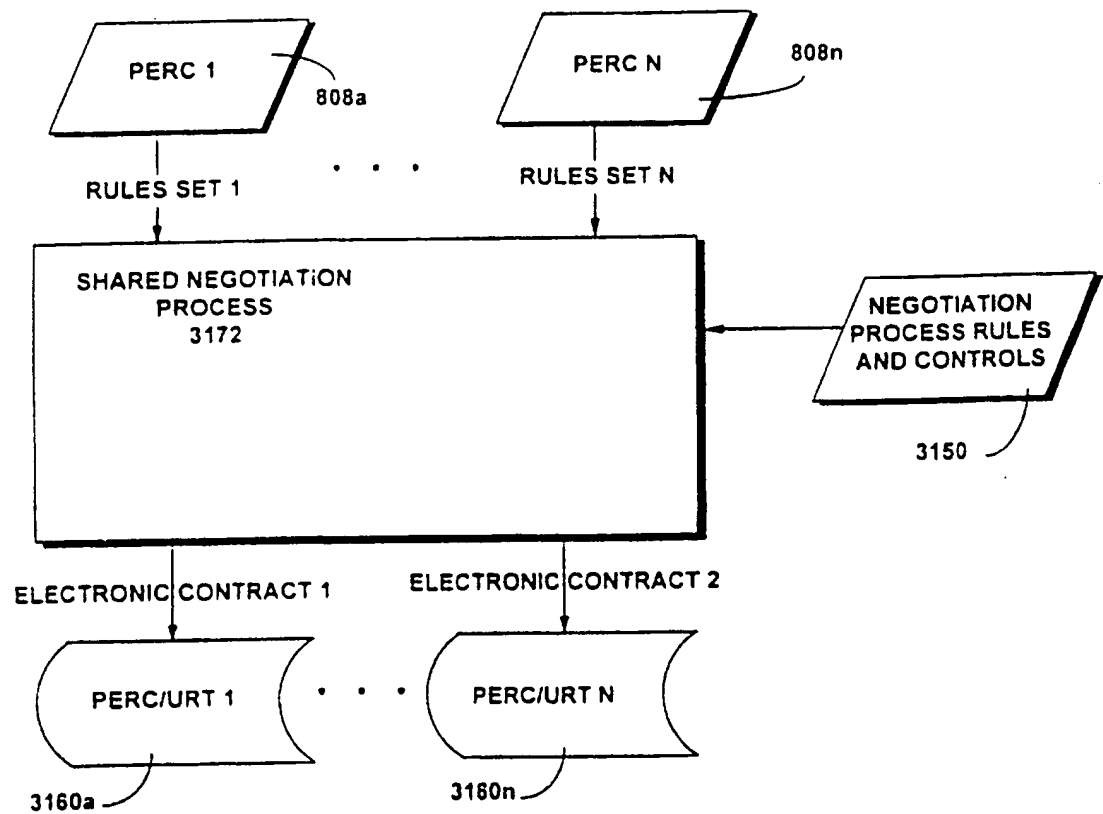 PERC 1
808a
PERC N
808n
RULES SET 1
RULES SET N
SHARED NEGOTIATION
PROCESS
3172
NEGOTIATION
PROCESS RULES
AND CONTROLS
3150
ELECTRONIC CONTRACT 1
ELECTRONIC CONTRACT 2
PERC/URT 1
PERC/URT N
3160a
3160n